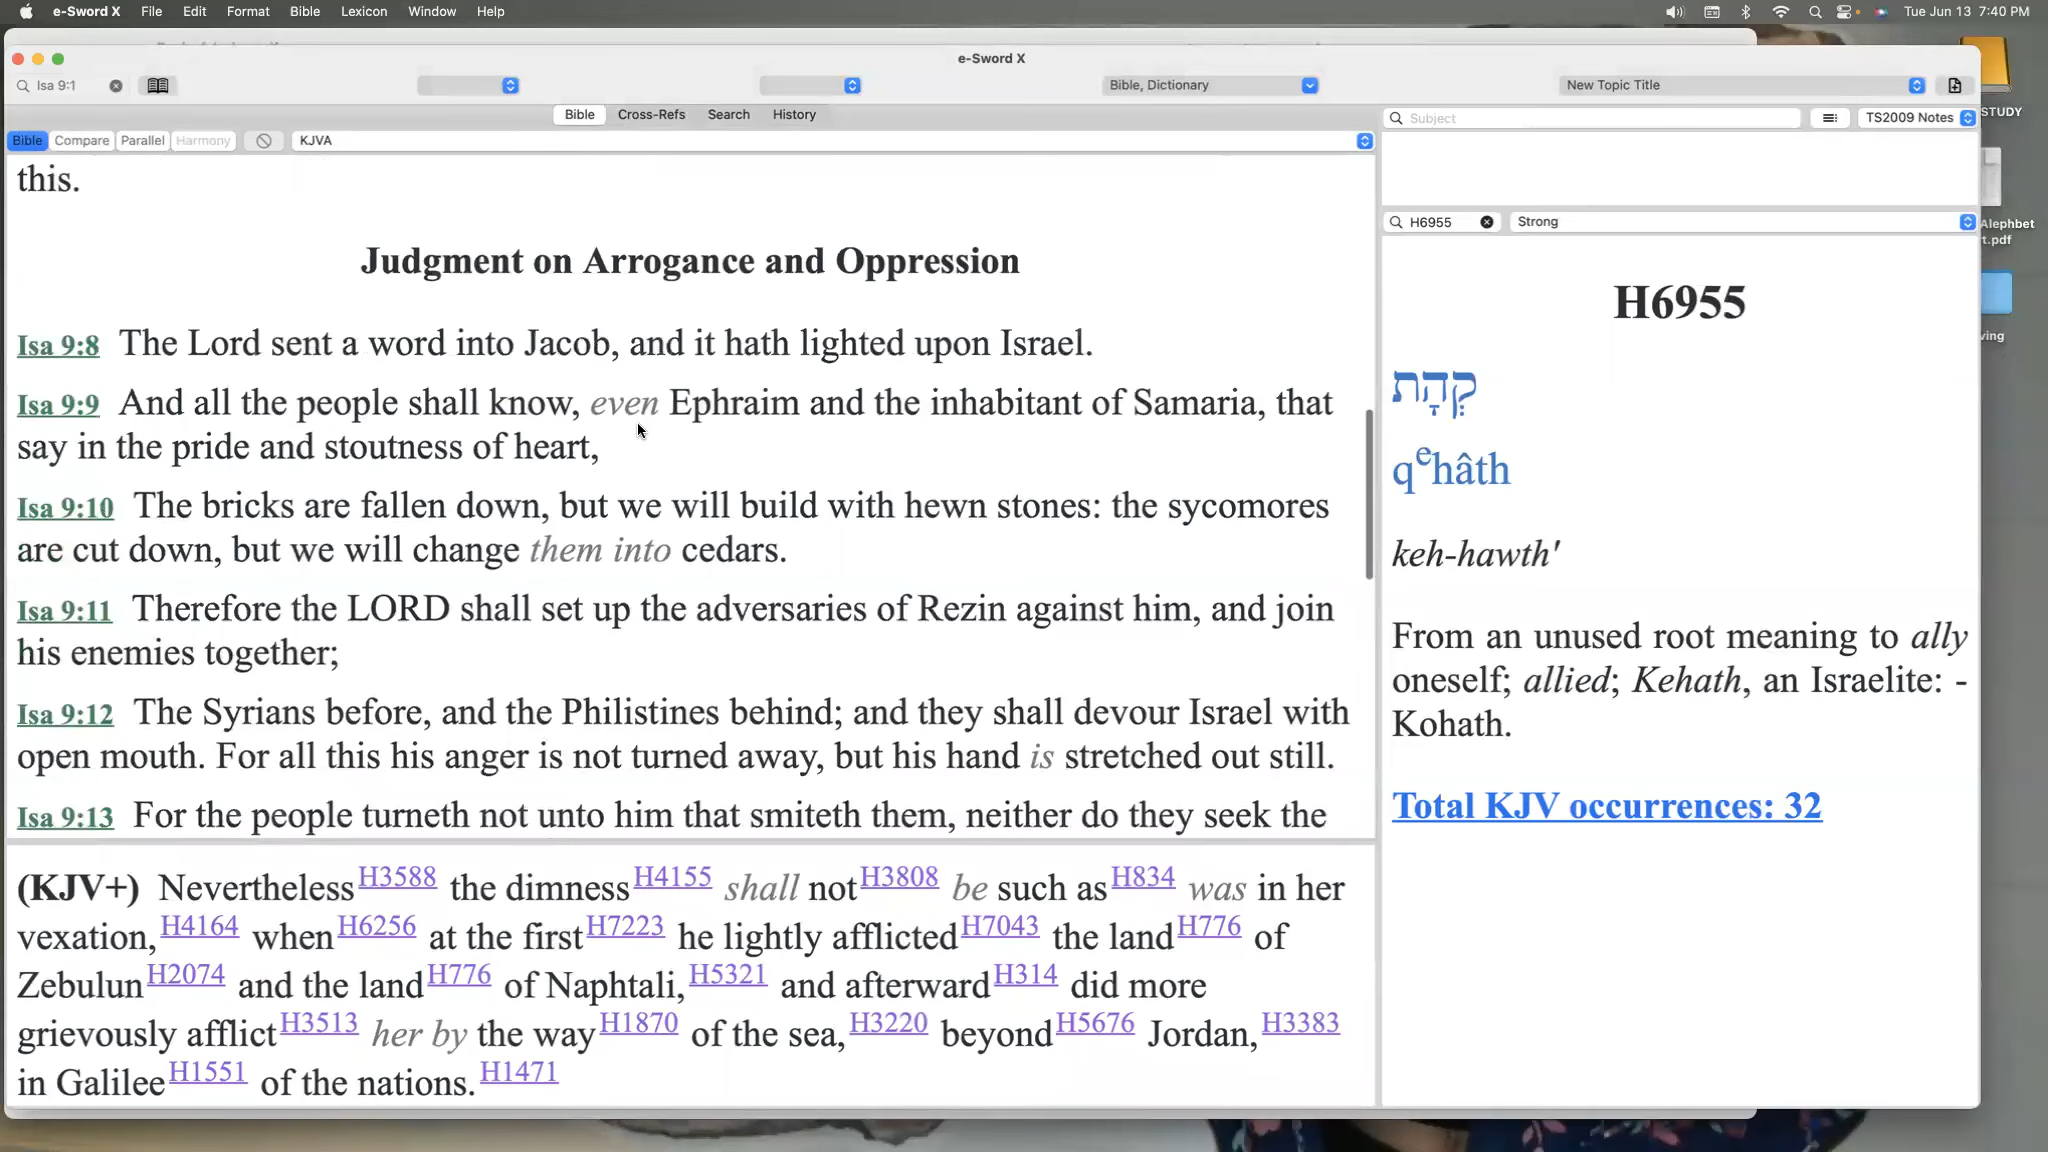 e-Sword X File Edit Format Bible Lexicon Window Help Tue Jun 13 7:40 PM
e-Sword X
Isa 9:1 Bible, Dictionary New Topic Title
Bible Cross-Refs Search History
Bible Compare Parallel Harmony KJVA
this.
Judgment on Arrogance and Oppression
Isa 9:8 The Lord sent a word into Jacob, and it hath lighted upon Israel.
Isa 9:9 And all the people shall know, even Ephraim and the inhabitant of Samaria, that
say in the pride and stoutness of heart,
Isa 9:10 The bricks are fallen down, but we will build with hewn stones: the sycomores
are cut down, but we will change them into cedars.
Isa 9:11 Therefore the LORD shall set up the adversaries of Rezin against him, and join
his enemies together;
Isa 9:12 The Syrians before, and the Philistines behind; and they shall devour Israel with
open mouth. For all this his anger is not turned away, but his hand is stretched out still.
Isa 9:13 For the people turneth not unto him that smiteth them, neither do they seek the
(KJV+) Nevertheless H3588 the dimness H4155 shall not H3808 be such as H834 was in her
vexation, H4164 when H6256 at the first H7223 he lightly afflicted H7043 the land H776 of
Zebulun H2074 and the land H776 of Naphtali, H5321 and afterward H314 did more
grievously afflict H3513 her by the way H1870 of the sea, H3220 beyond H5676 Jordan, H3383
in Galilee H1551 of the nations. H1471
Subject TS2009 Notes
H6955 Strong
H6955
קְהָת
qᵉhâth
keh-hawth'
From an unused root meaning to ally
oneself; allied; Kehath, an Israelite: -
Kohath.
Total KJV occurrences: 32
STUDY
Alephbet
t.pdf
ving